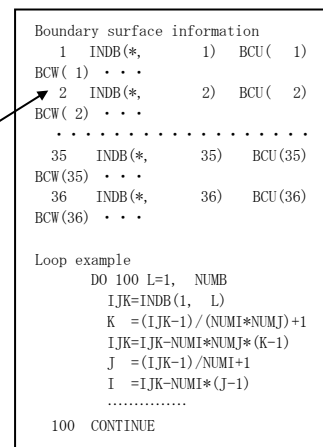 Boundary surface information
1 INDB(*, 1) BCU( 1)
BCW( 1) ・・・
2 INDB(*, 2) BCU( 2)
BCW( 2) ・・・
・・・・・・・・・・・・・・・・・・
35 INDB(*, 35) BCU(35)
BCW(35) ・・・
36 INDB(*, 36) BCU(36)
BCW(36) ・・・
Loop example
DO 100 L=1, NUMB
IJK=INDB(1, L)
K =(IJK-1)/(NUMI*NUMJ)+1
IJK=IJK-NUMI*NUMJ*(K-1)
J =(IJK-1)/NUMI+1
I =IJK-NUMI*(J-1)
……………
100 CONTINUE